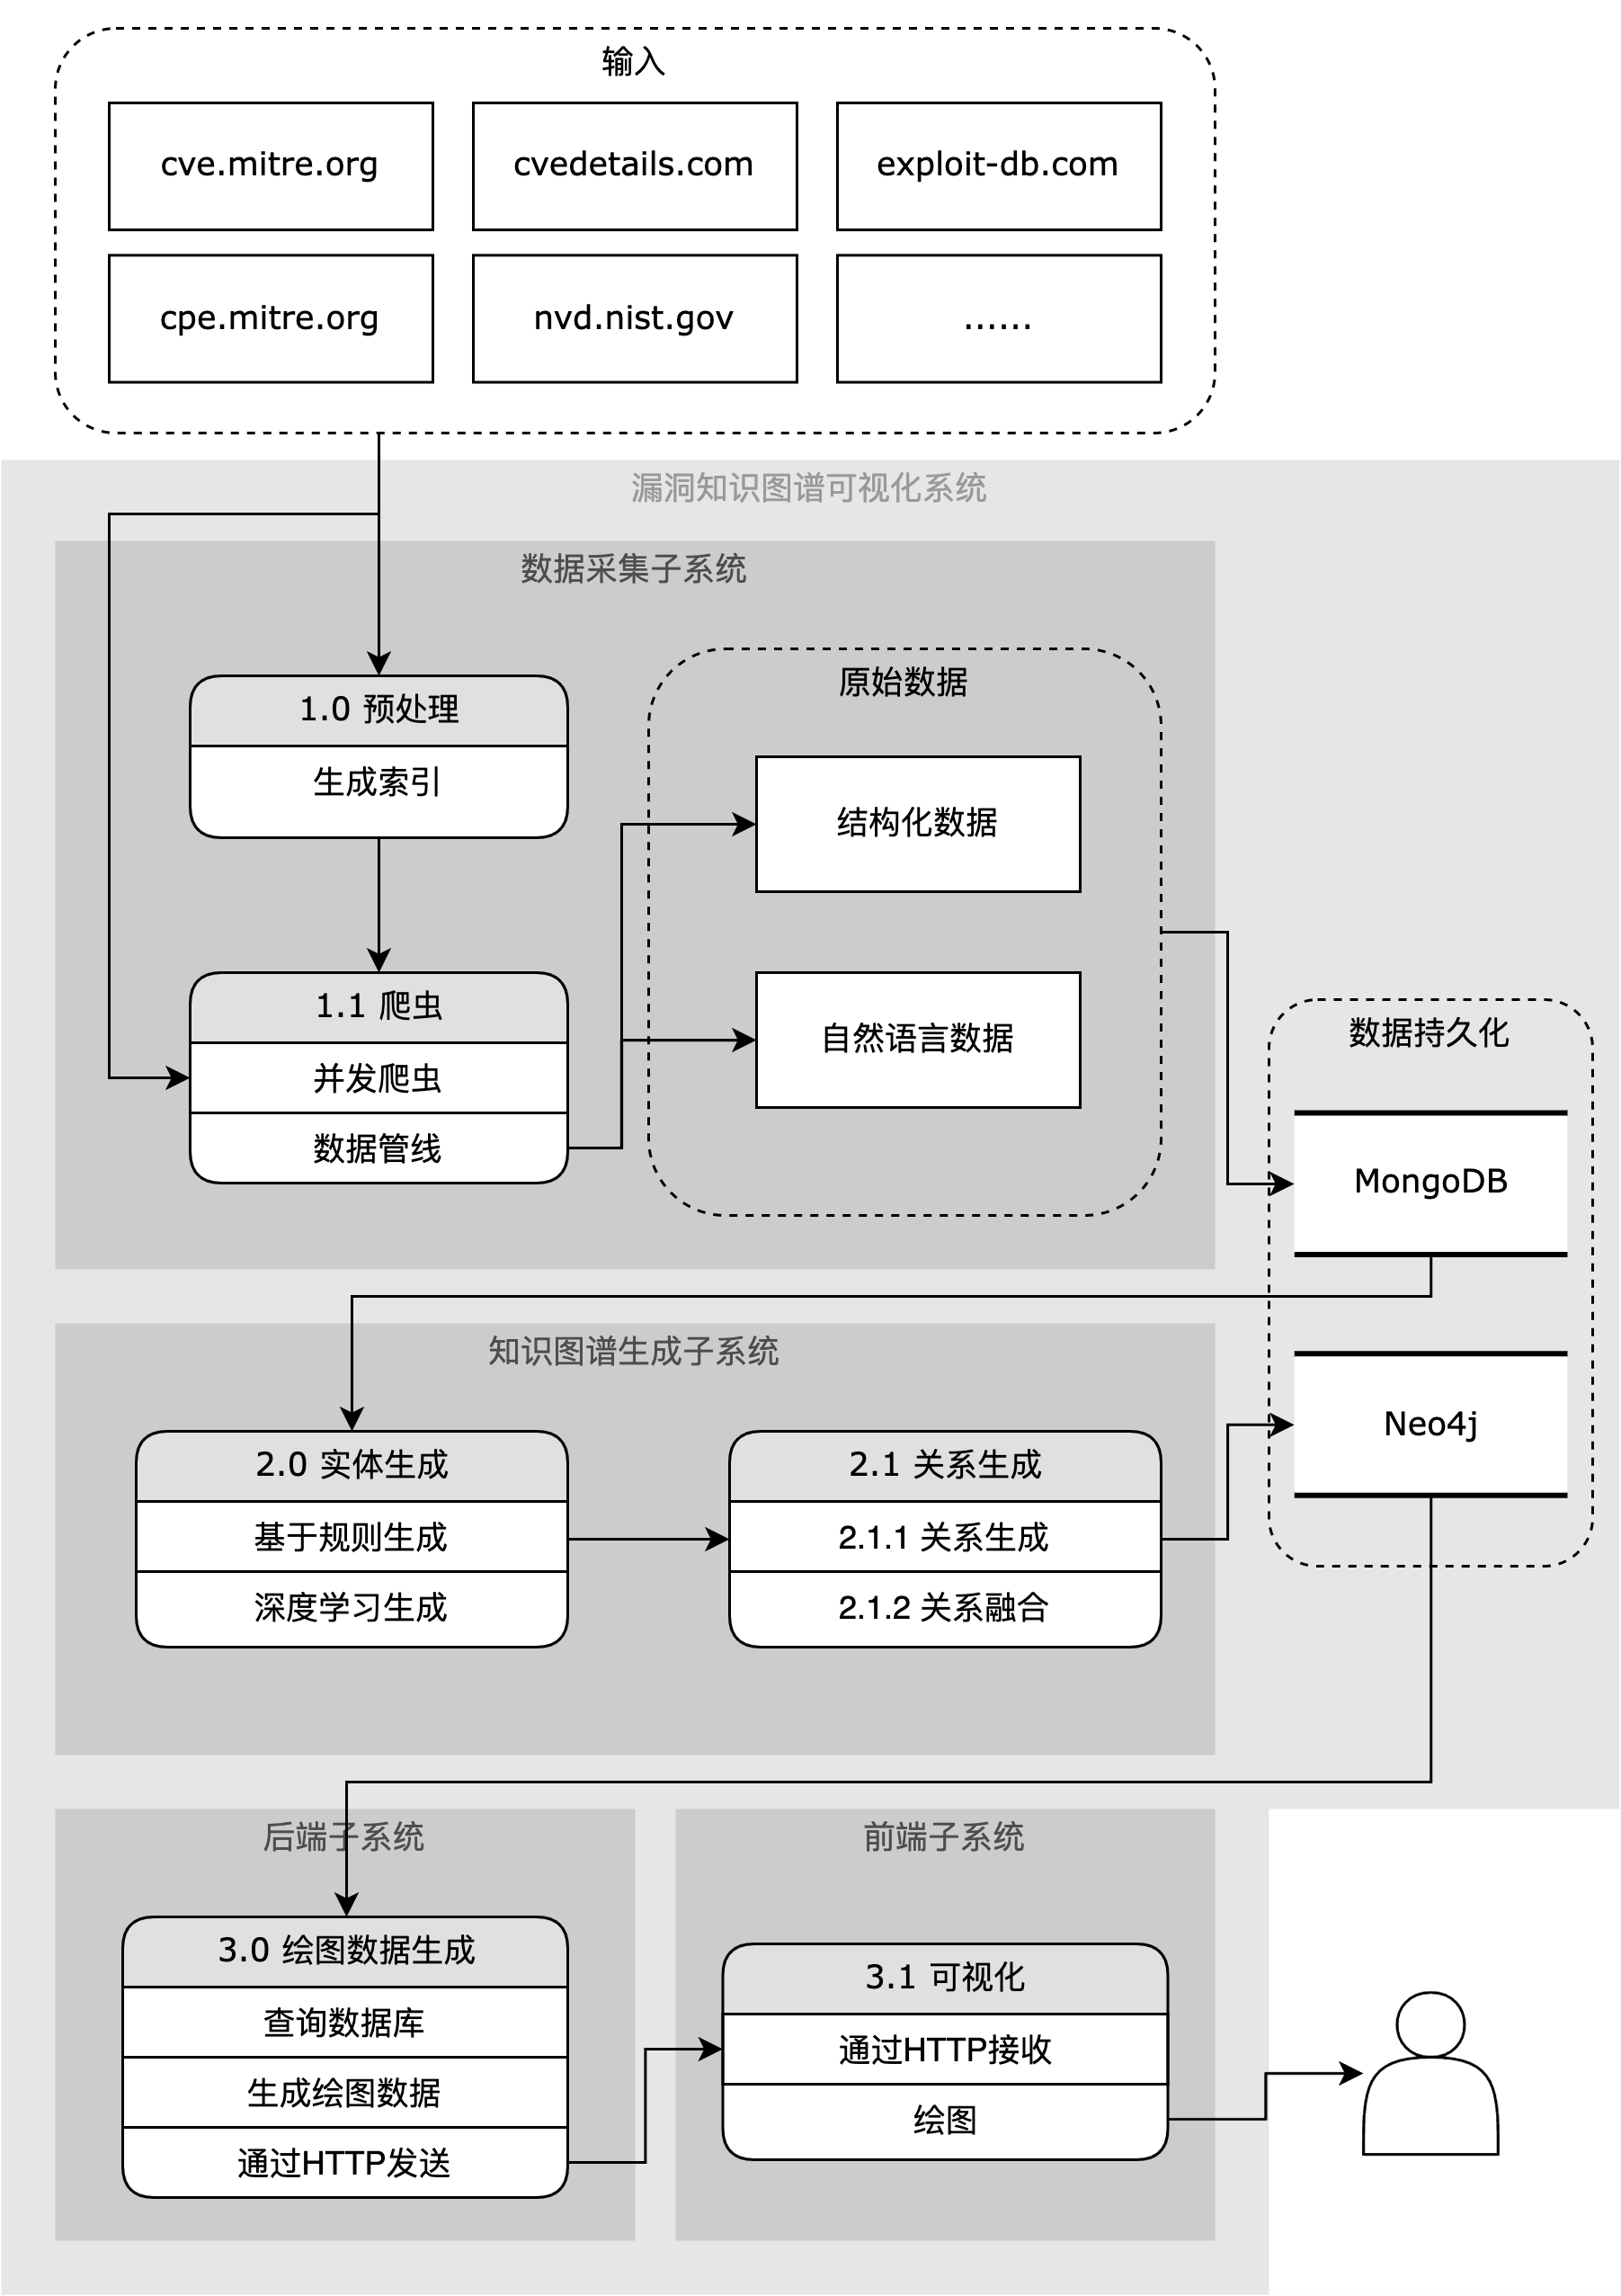 输入
cve.mitre.org
cvedetails.com
exploit-db.com
cpe.mitre.org
nvd.nist.gov
......
漏洞知识图谱可视化系统
数据采集子系统
1.0 预处理
生成索引
1.1 爬虫
并发爬虫
数据管线
原始数据
结构化数据
自然语言数据
数据持久化
MongoDB
Neo4j
知识图谱生成子系统
2.0 实体生成
基于规则生成
深度学习生成
2.1 关系生成
2.1.1 关系生成
2.1.2 关系融合
后端子系统
3.0 绘图数据生成
查询数据库
生成绘图数据
通过HTTP发送
前端子系统
3.1 可视化
通过HTTP接收
绘图